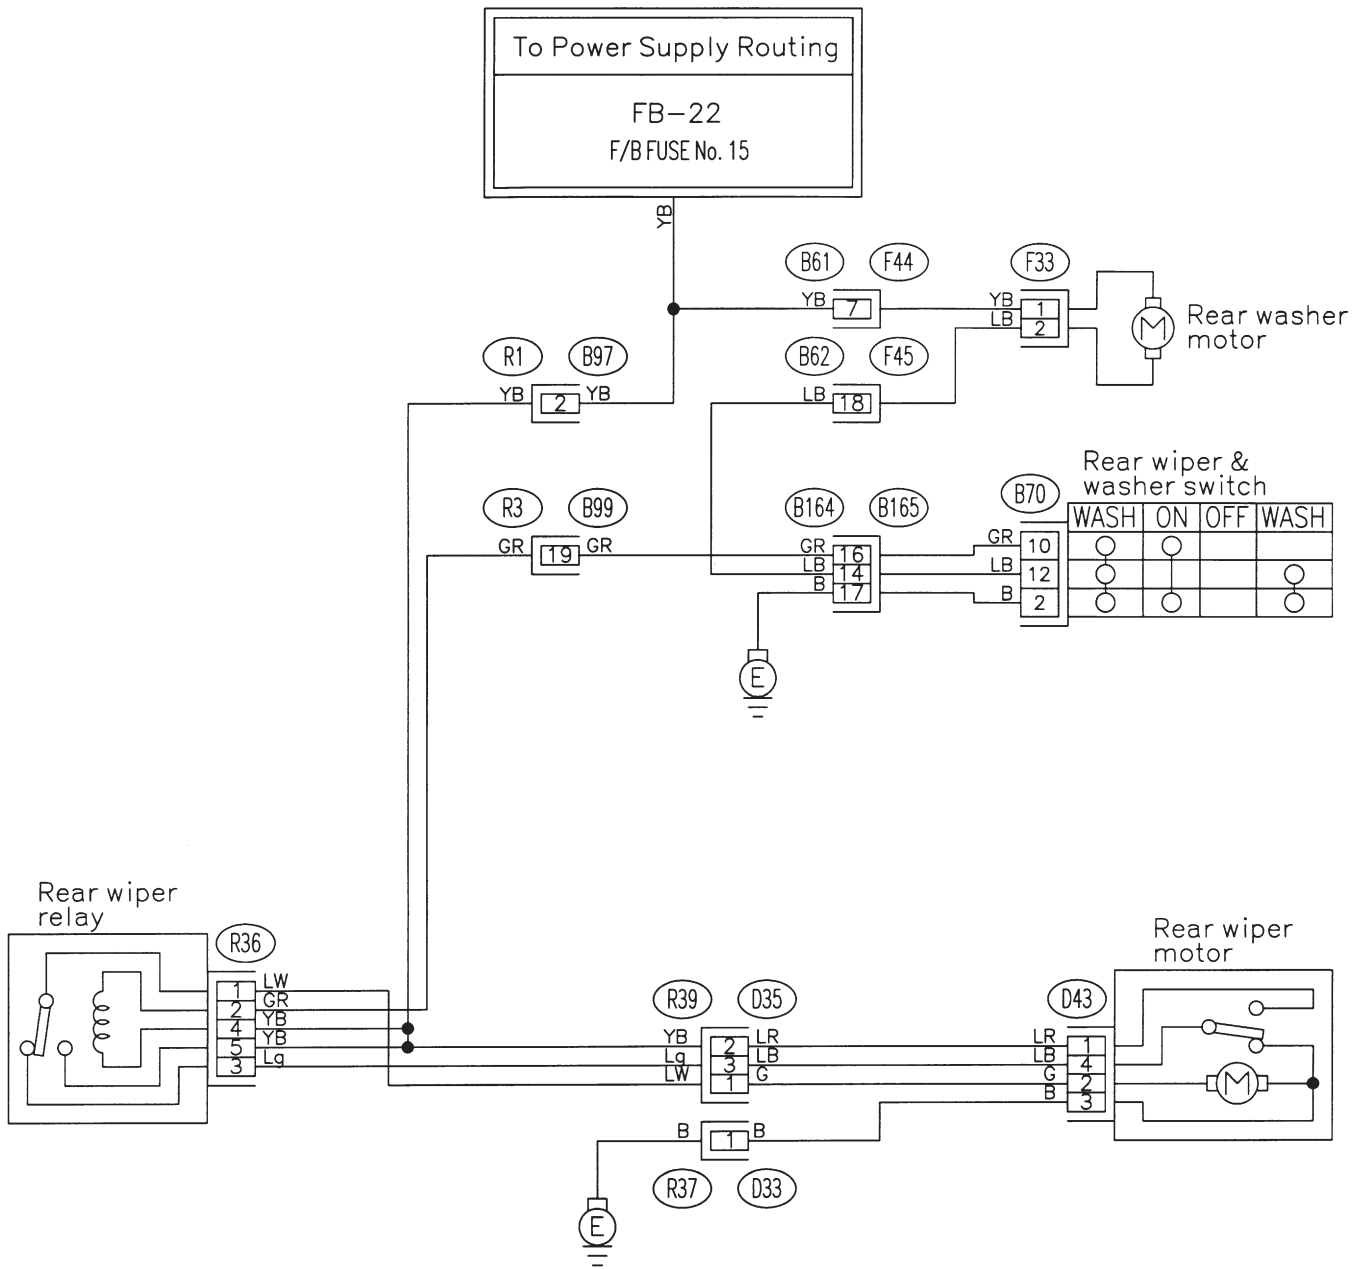 To Power Supply Routing
FB-22
F/B FUSE No. 15
YB
B61
F44
F33
YB
7
YB
1
LB
2
Rear washer
motor
R1
B97
B62
F45
YB
2
YB
LB
18
Rear wiper &
washer switch
R3
B99
B164
B165
B70
WASH
ON
OFF
WASH
GR
19
GR
GR
16
GR
10
LB
14
LB
12
B
17
B
2
E
Rear wiper
relay
R36
Rear wiper
motor
1
LW
2
GR
4
YB
5
YB
3
Lg
R39
D35
D43
YB
2
LR
LR
1
Lg
3
LB
LB
4
LW
1
G
G
2
B
3
M
M
B
1
B
R37
D33
E